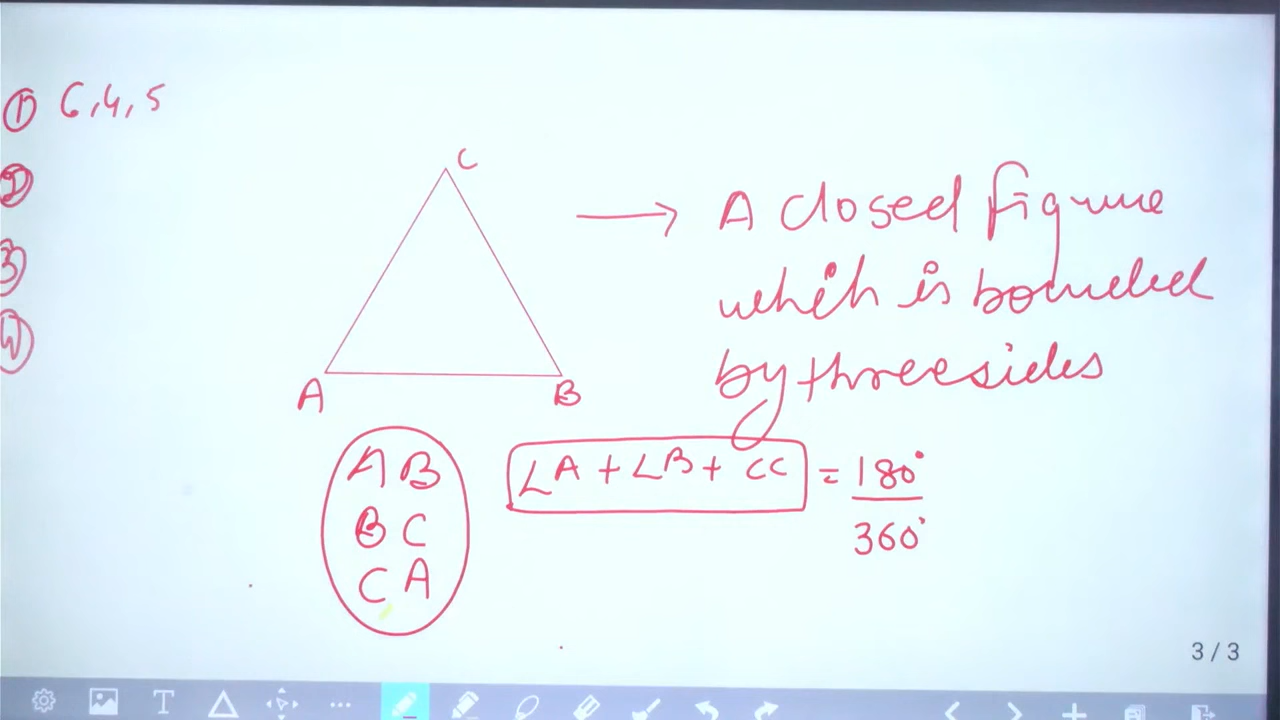 ① 6,4,5
②
3
④
C
A
B
→ A closed figure
which is bounded
by three sides
AB
BC
CA
∠A + ∠B + ∠C = 180°
360°
3 / 3
T